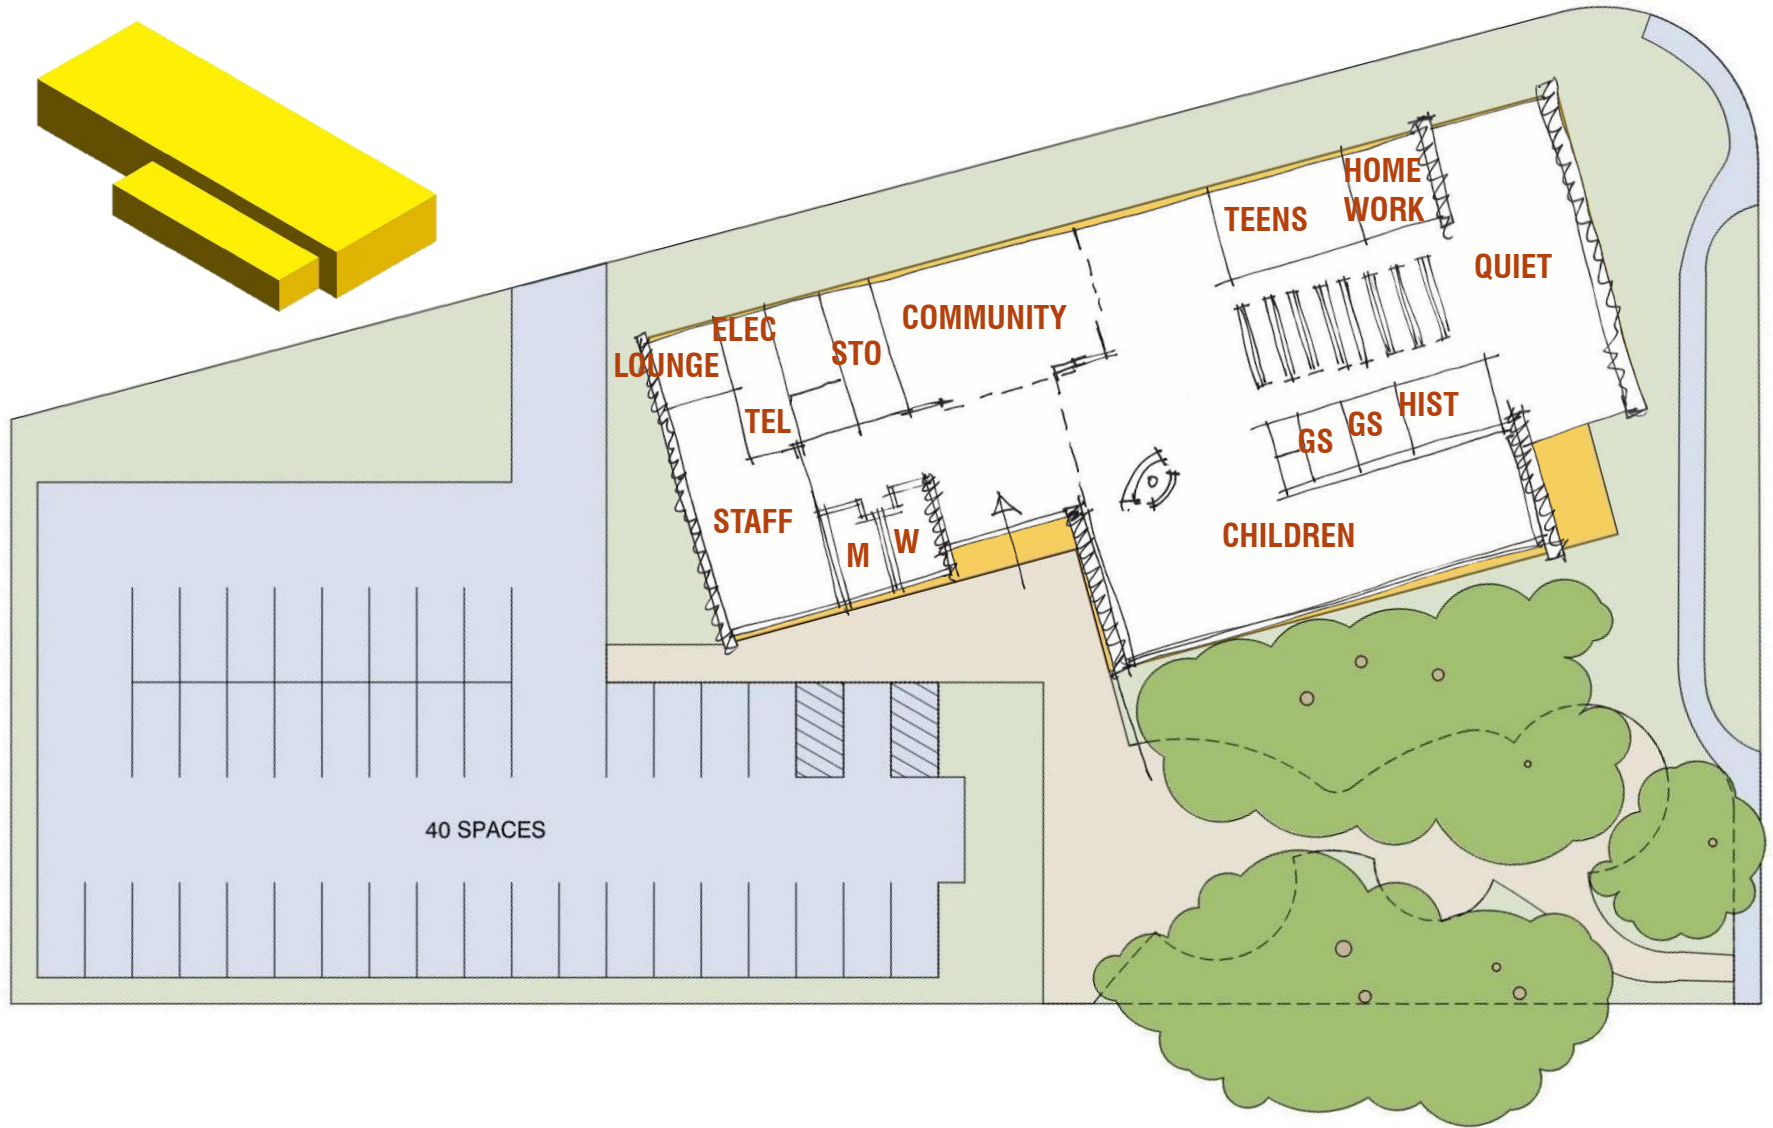 HOME
WORK
TEENS
QUIET
COMMUNITY
ELEC
LOUNGE
STO
TEL
HIST
GS
GS
STAFF
M
W
CHILDREN
40 SPACES